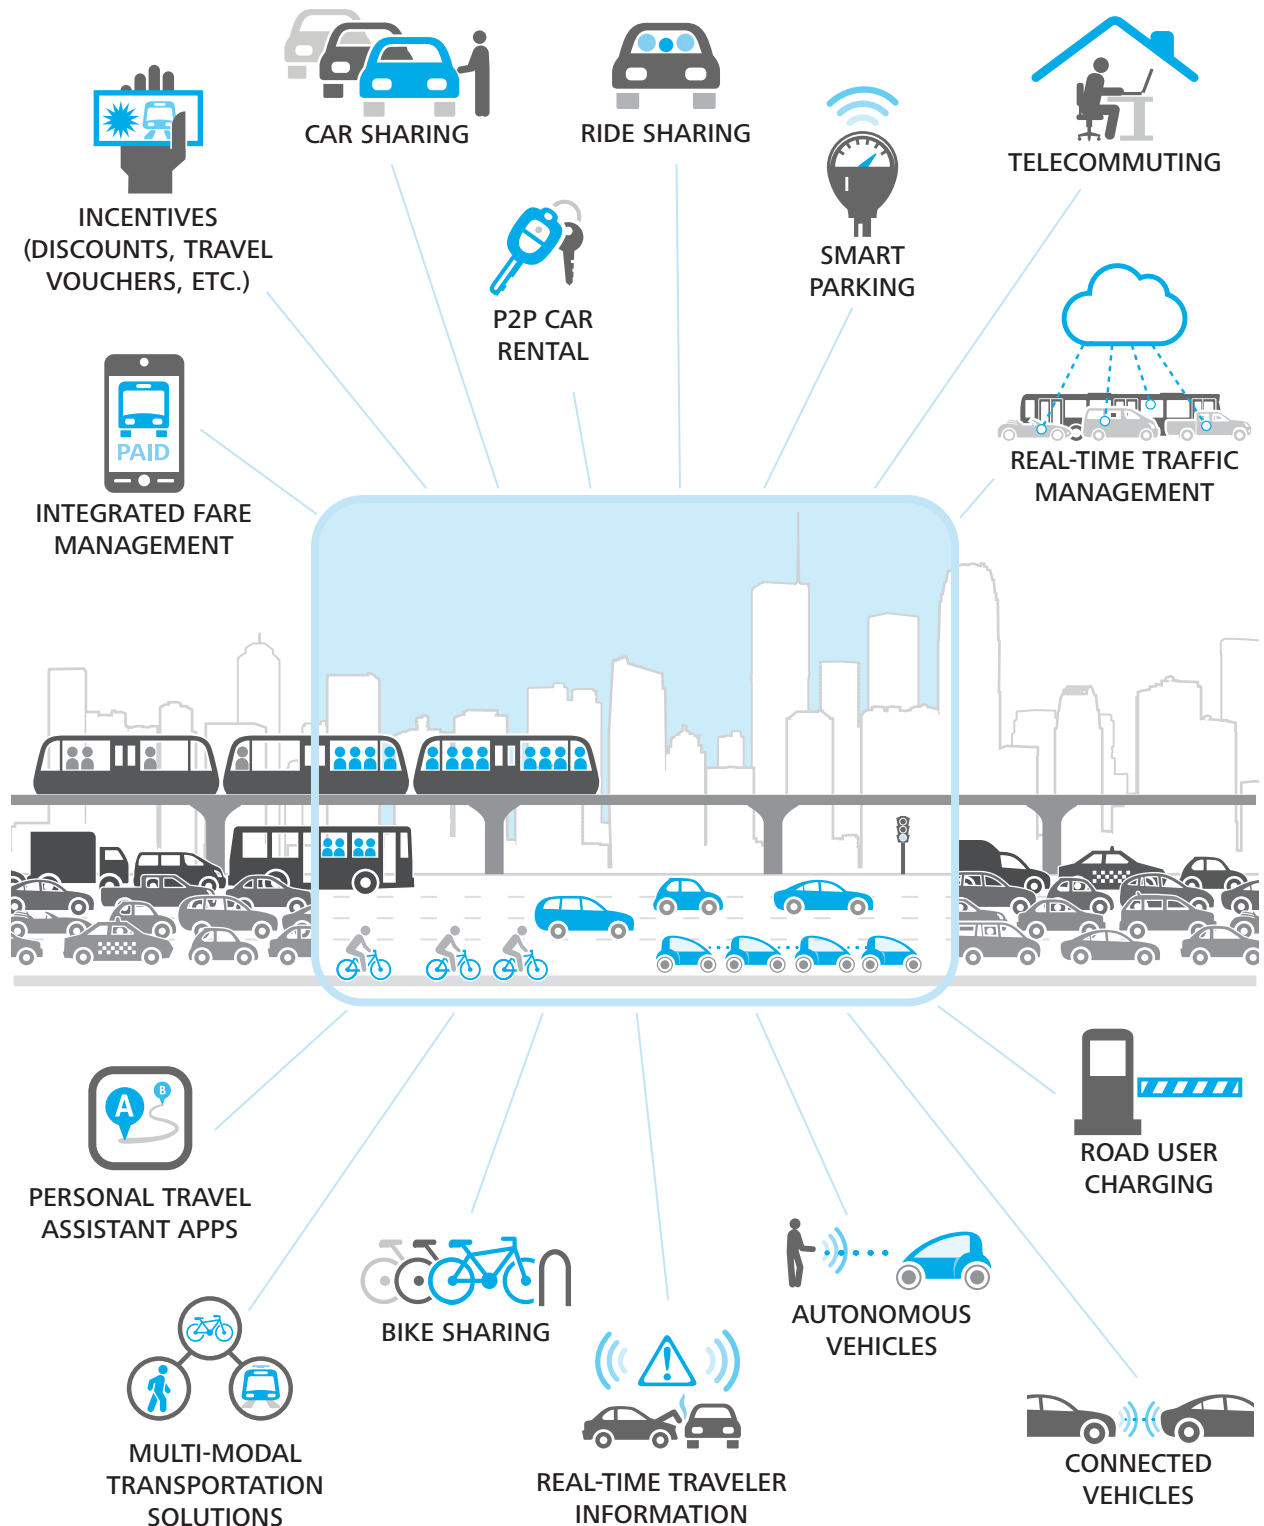 CAR SHARING
RIDE SHARING
TELECOMMUTING
INCENTIVES
(DISCOUNTS, TRAVEL
VOUCHERS, ETC.)
SMART
PARKING
P2P CAR
RENTAL
PAID
INTEGRATED FARE
MANAGEMENT
REAL-TIME TRAFFIC
MANAGEMENT
A
B
PERSONAL TRAVEL
ASSISTANT APPS
ROAD USER
CHARGING
BIKE SHARING
AUTONOMOUS
VEHICLES
MULTI-MODAL
TRANSPORTATION
SOLUTIONS
REAL-TIME TRAVELER
INFORMATION
CONNECTED
VEHICLES